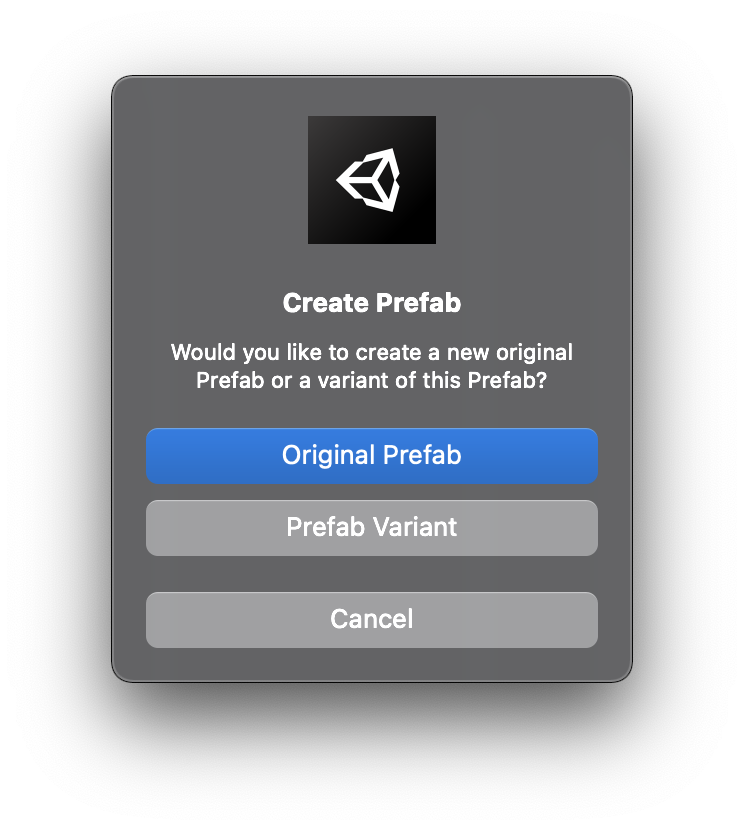 Create Prefab
Would you like to create a new original
Prefab or a variant of this Prefab?
Original Prefab
Prefab Variant
Cancel